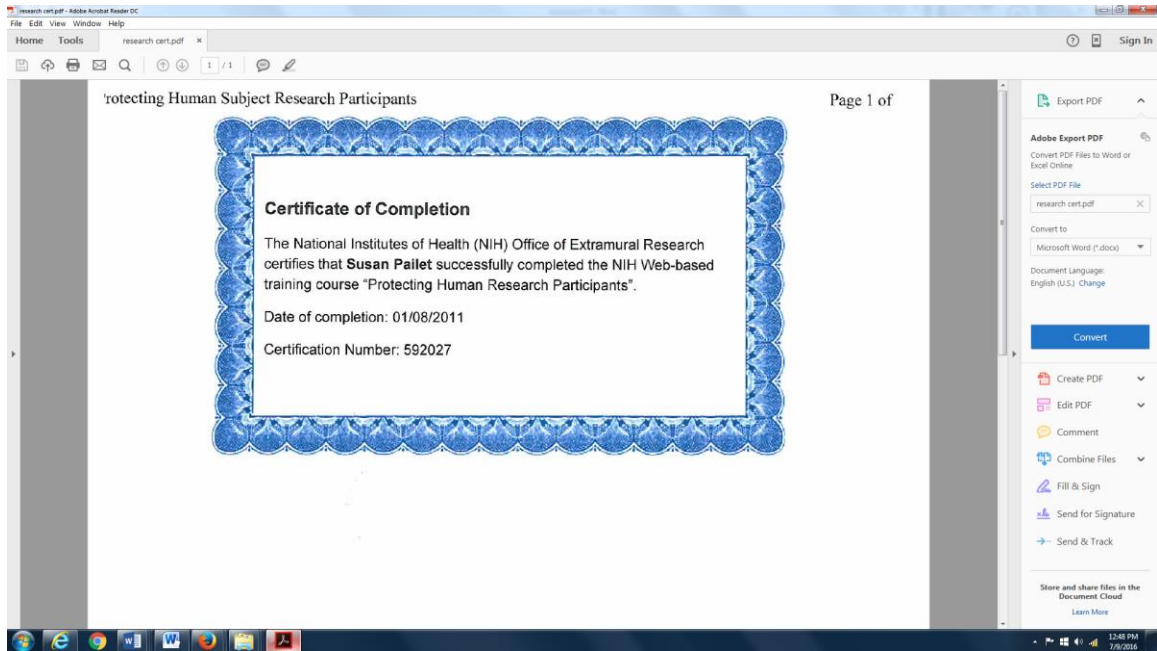 research cert.pdf - Adobe Acrobat Reader DC
File Edit View Window Help
Home Tools research cert.pdf × Sign In
1 / 1
'rotecting Human Subject Research Participants Page 1 of
Certificate of Completion
The National Institutes of Health (NIH) Office of Extramural Research
certifies that Susan Pailet successfully completed the NIH Web-based
training course “Protecting Human Research Participants”.
Date of completion: 01/08/2011
Certification Number: 592027
Export PDF
Adobe Export PDF
Convert PDF Files to Word or
Excel Online
Select PDF File
research cert.pdf
Convert to
Microsoft Word (*.docx)
Document Language:
English (U.S.) Change
Convert
Create PDF
Edit PDF
Comment
Combine Files
Fill & Sign
Send for Signature
Send & Track
Store and share files in the
Document Cloud
Learn More
12:48 PM
7/9/2016